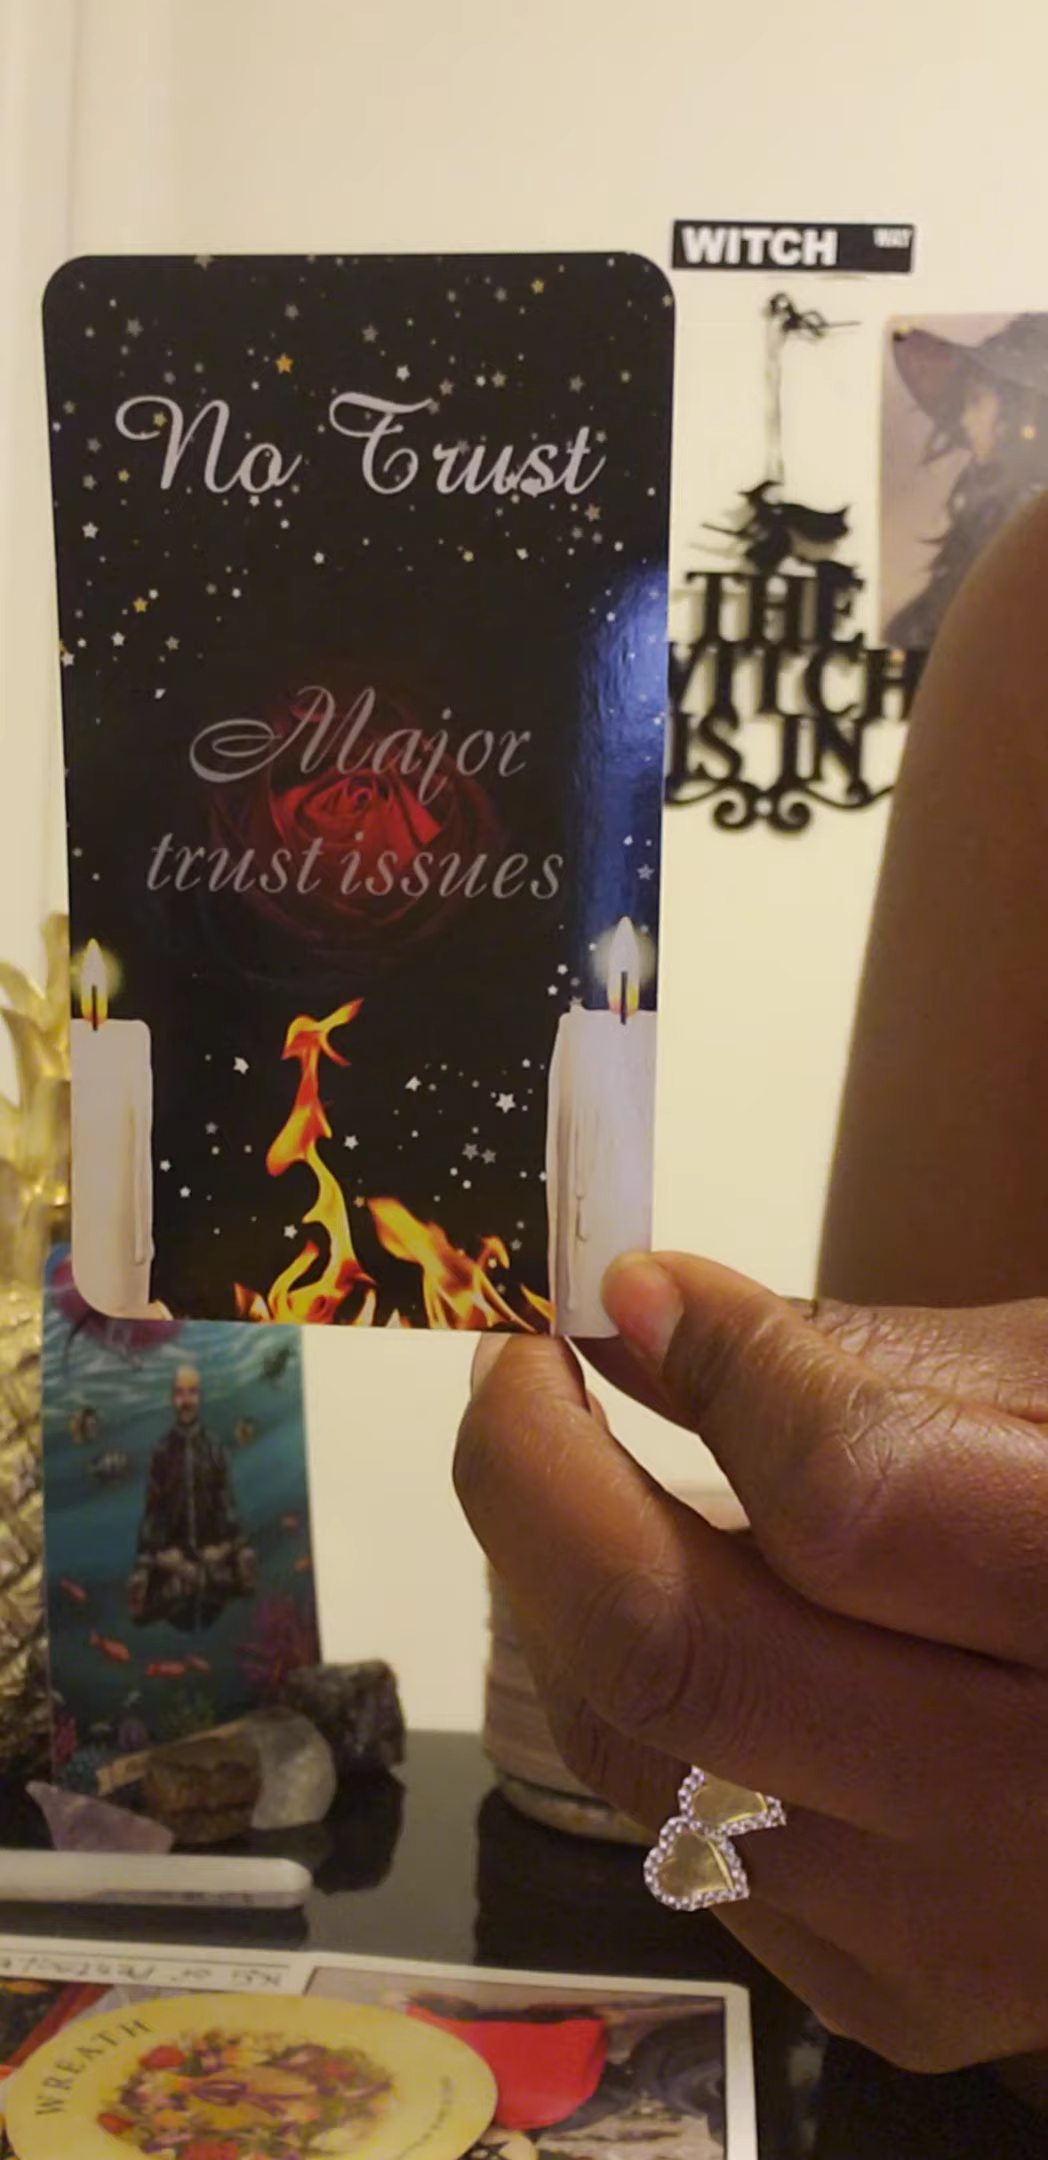 WITCH WAY
No Trust
Major
trust issues
THE
WITCH
IS IN
WREATH